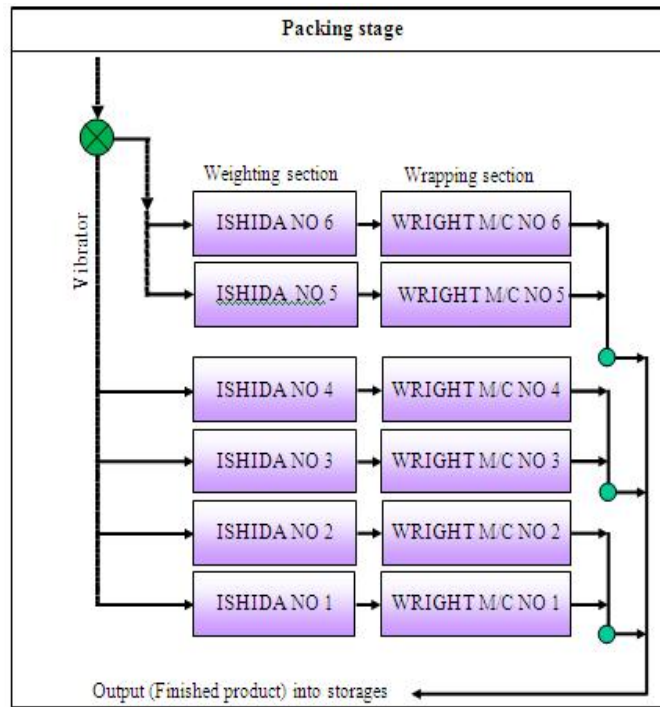 Packing stage
Weighting section
Wrapping section
Vibrator
ISHIDA NO 6
WRIGHT M/C NO 6
ISHIDA NO 5
WRIGHT M/C NO 5
ISHIDA NO 4
WRIGHT M/C NO 4
ISHIDA NO 3
WRIGHT M/C NO 3
ISHIDA NO 2
WRIGHT M/C NO 2
ISHIDA NO 1
WRIGHT M/C NO 1
Output (Finished product) into storages